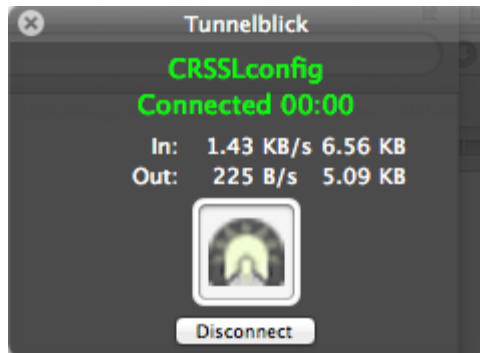 Tunnelblick
CRSSLconfig
Connected 00:00
In: 1.43 KB/s 6.56 KB
Out: 225 B/s 5.09 KB
Disconnect